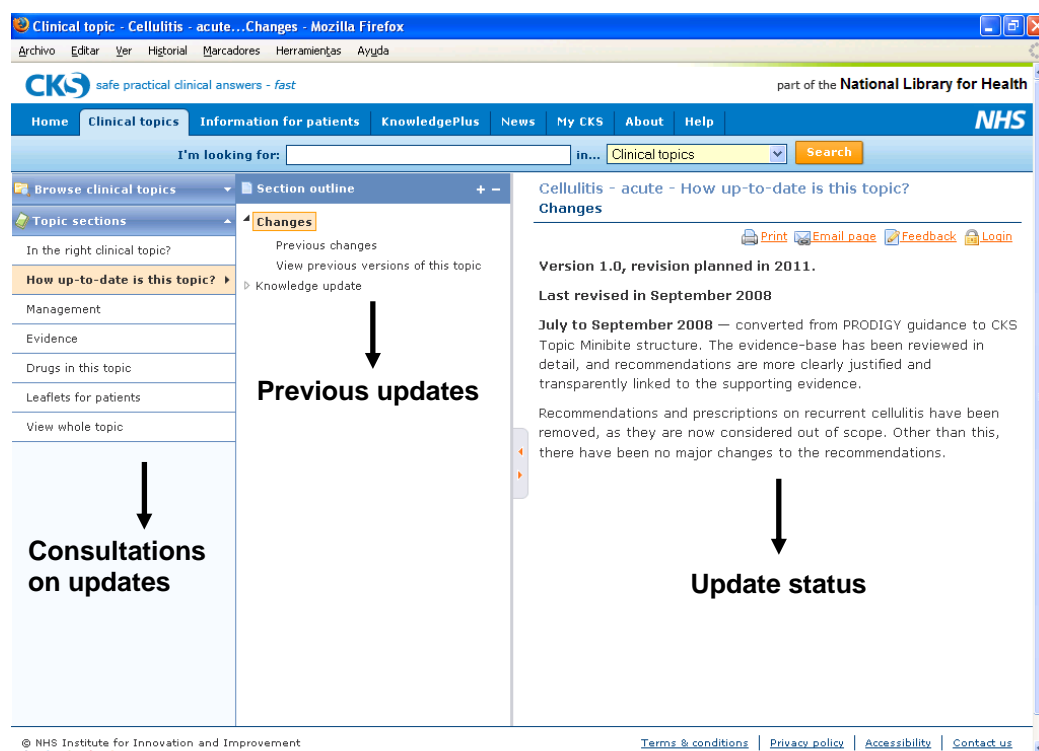 Clinical topic - Cellulitis - acute...Changes - Mozilla Firefox
Archivo Editar Ver Historial Marcadores Herramientas Ayuda
CKS safe practical clinical answers - fast
part of the National Library for Health
Home Clinical topics Information for patients KnowledgePlus News My CKS About Help NHS
I'm looking for: in... Clinical topics Search
Browse clinical topics
Topic sections
In the right clinical topic?
How up-to-date is this topic?
Management
Evidence
Drugs in this topic
Leaflets for patients
View whole topic
Consultations
on updates
Section outline + -
Changes
Previous changes
View previous versions of this topic
Knowledge update
Previous updates
Cellulitis - acute - How up-to-date is this topic?
Changes
Print Email page Feedback Login
Version 1.0, revision planned in 2011.
Last revised in September 2008
July to September 2008 — converted from PRODIGY guidance to CKS
Topic Minibite structure. The evidence-base has been reviewed in
detail, and recommendations are more clearly justified and
transparently linked to the supporting evidence.
Recommendations and prescriptions on recurrent cellulitis have been
removed, as they are now considered out of scope. Other than this,
there have been no major changes to the recommendations.
Update status
© NHS Institute for Innovation and Improvement
Terms & conditions | Privacy policy | Accessibility | Contact us